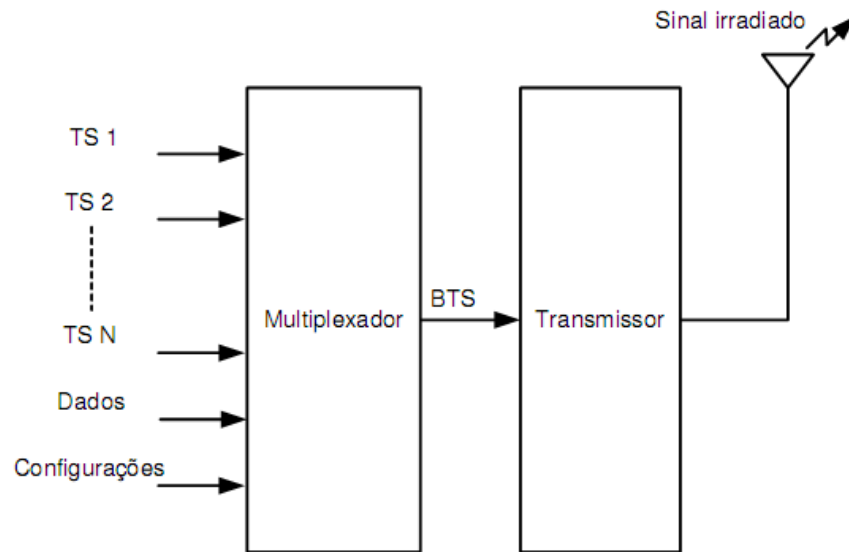 Sinal irradiado
TS 1
TS 2
TS N
Dados
Configurações
Multiplexador
BTS
Transmissor